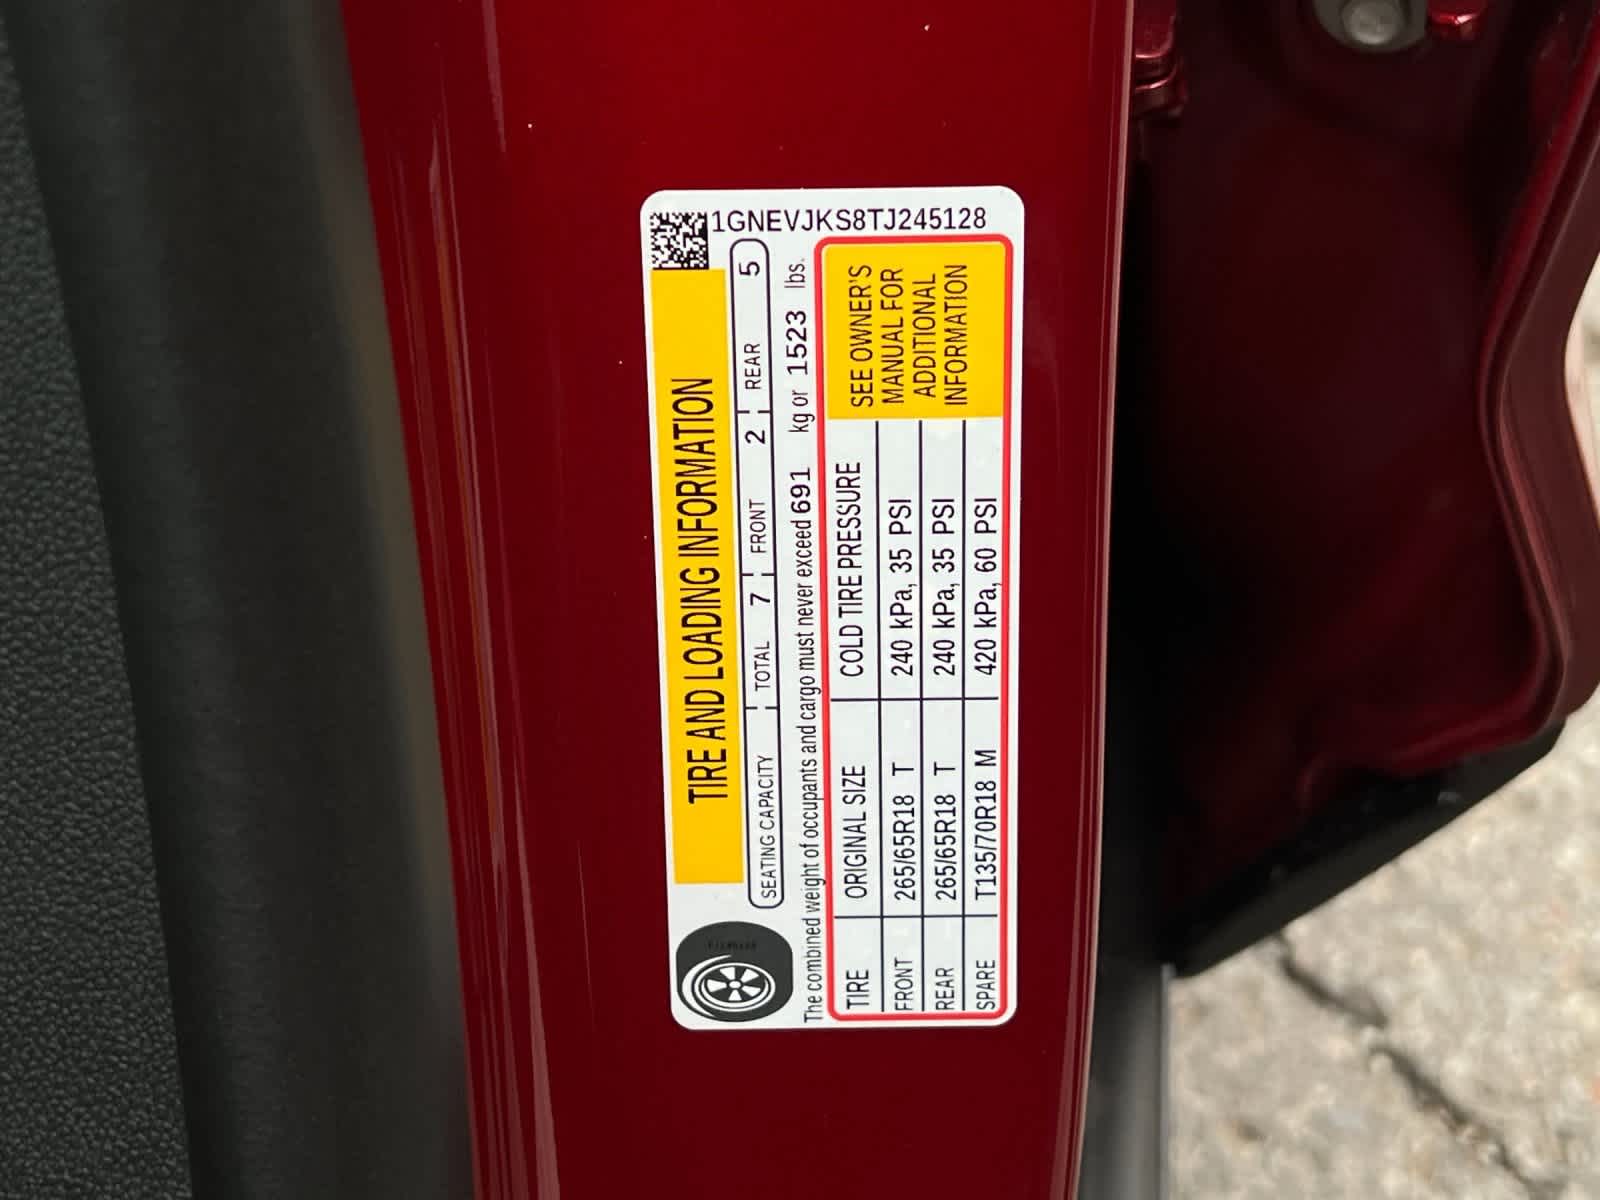 1GNEVJKS8TJ245128
TIRE AND LOADING INFORMATION
SEATING CAPACITY TOTAL 7 FRONT 2 REAR 5
The combined weight of occupants and cargo must never exceed 691 kg or 1523 lbs.
TIRE ORIGINAL SIZE COLD TIRE PRESSURE
FRONT 265/65R18 T 240 kPa, 35 PSI
REAR 265/65R18 T 240 kPa, 35 PSI
SPARE T135/70R18 M 420 kPa, 60 PSI
SEE OWNER'S
MANUAL FOR
ADDITIONAL
INFORMATION